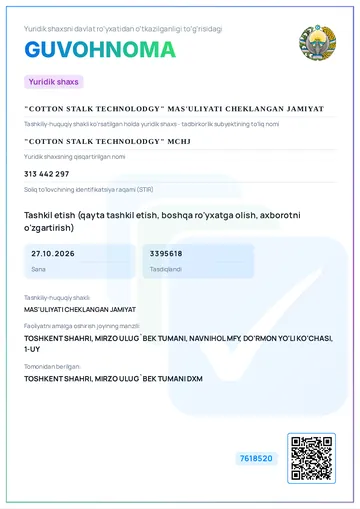 Yuridik shaxsni davlat ro'yxatidan o'tkazilganligi to'g'risidagi
GUVOHNOMA
Yuridik shaxs
"COTTON STALK TECHNOLODGY" MAS'ULIYATI CHEKLANGAN JAMIYAT
Tashkiliy-huquqiy shakli ko'rsatilgan holda yuridik shaxs - tadbirkorlik subyektining to'liq nomi
"COTTON STALK TECHNOLODGY" MCHJ
Yuridik shaxsning qisqartirilgan nomi
313 442 297
Soliq to'lovchining identifikatsiya raqami (STIR)
Tashkil etish (qayta tashkil etish, boshqa ro'yxatga olish, axborotni
o'zgartirish)
27.10.2026 3395618
Sana Tasdiqlandi
Tashkiliy-huquqiy shakli:
MAS'ULIYATI CHEKLANGAN JAMIYAT
Faoliyatni amalga oshirish joyining manzili:
TOSHKENT SHAHRI, MIRZO ULUG`BEK TUMANI, NAVNIHOL MFY, DO'RMON YO'LI KO'CHASI,
1-UY
Tomonidan berilgan:
TOSHKENT SHAHRI, MIRZO ULUG`BEK TUMANI DXM
7618520